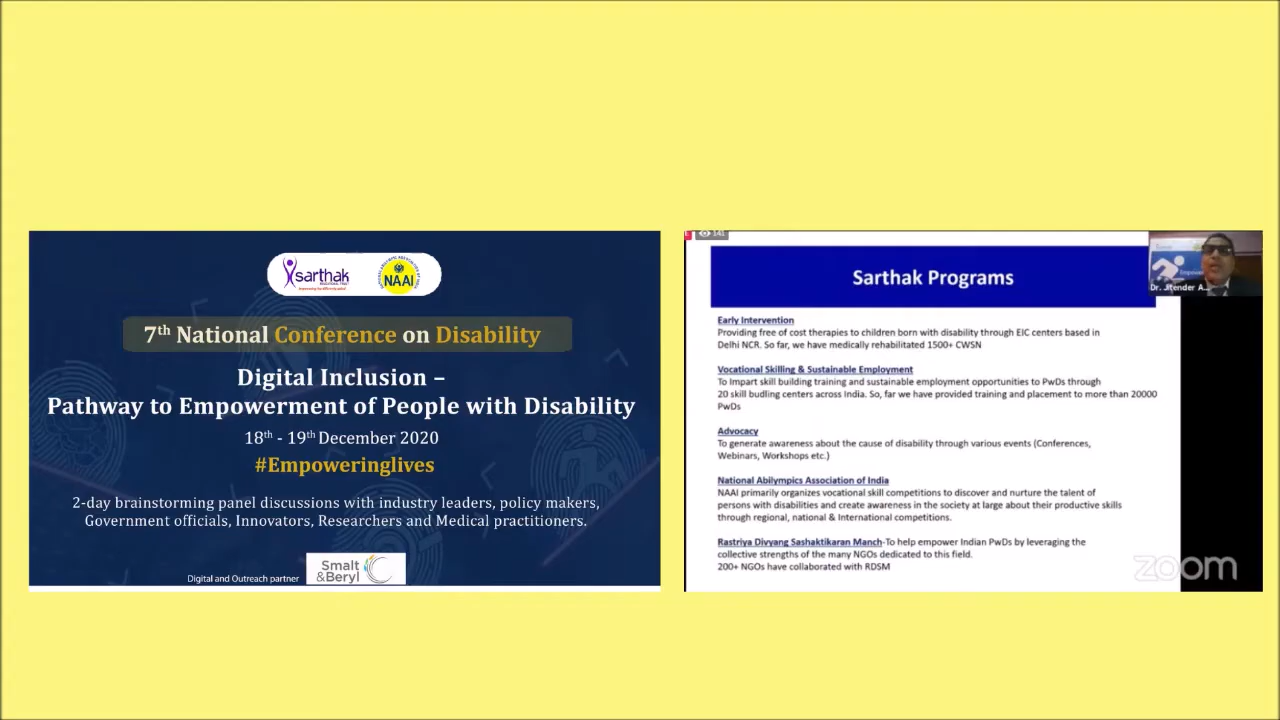 sarthak
NAAI
7th National Conference on Disability
Digital Inclusion –
Pathway to Empowerment of People with Disability
18th - 19th December 2020
#Empoweringlives
2-day brainstorming panel discussions with industry leaders, policy makers,
Government officials, Innovators, Researchers and Medical practitioners.
Digital and Outreach partner
Smalt
&Beryl
141
Sarthak Programs
Dr. Jitender A...
Early Intervention
Providing free of cost therapies to children born with disability through EIC centers based in
Delhi NCR. So far, we have medically rehabilitated 1500+ CWSN
Vocational Skilling & Sustainable Employment
To Impart skill building training and sustainable employment opportunities to PwDs through
20 skill budling centers across India. So, far we have provided training and placement to more than 20000
PwDs
Advocacy
To generate awareness about the cause of disability through various events (Conferences,
Webinars, Workshops etc.)
National Abilympics Association of India
NAAI primarily organizes vocational skill competitions to discover and nurture the talent of
persons with disabilities and create awareness in the society at large about their productive skills
through regional, national & International competitions.
Rastriya Divyang Sashaktikaran Manch-To help empower Indian PwDs by leveraging the
collective strengths of the many NGOs dedicated to this field.
200+ NGOs have collaborated with RDSM
zoom